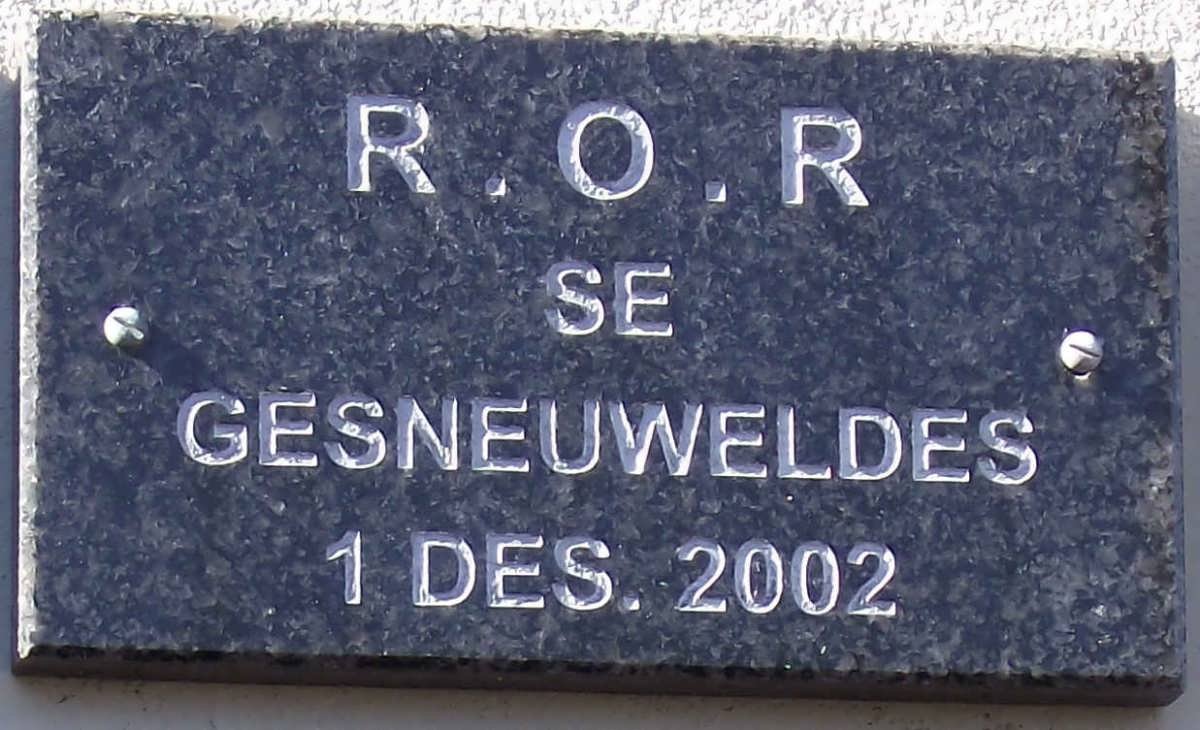 R . O . R
SE
GESNEUWELDES
1 DES. 2002